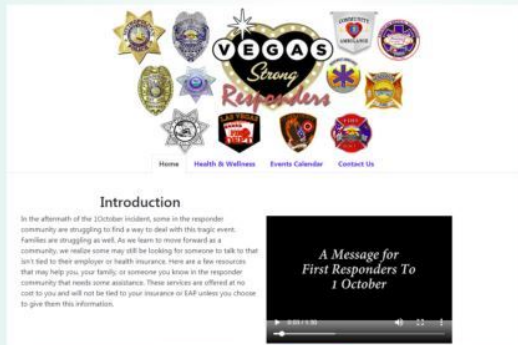 VEGAS
Strong
Responders
COMMUNITY
AMBULANCE
LAS VEGAS
Home Health & Wellness Events Calendar Contact Us
Introduction
In the aftermath of the 1October incident, some in the responder
community are struggling to find a way to deal with this tragic event.
Families are struggling as well. As we learn to move forward as a
community, we realize some may still be looking for someone to talk to that
isn't tied to their employer or health insurance. Here are a few resources
that may help you, your family, or someone you know in the responder
community that needs some assistance. These services are offered at no
cost to you and will not be tied to your insurance or EAP unless you choose
to give them this information.
A Message for
First Responders To
1 October